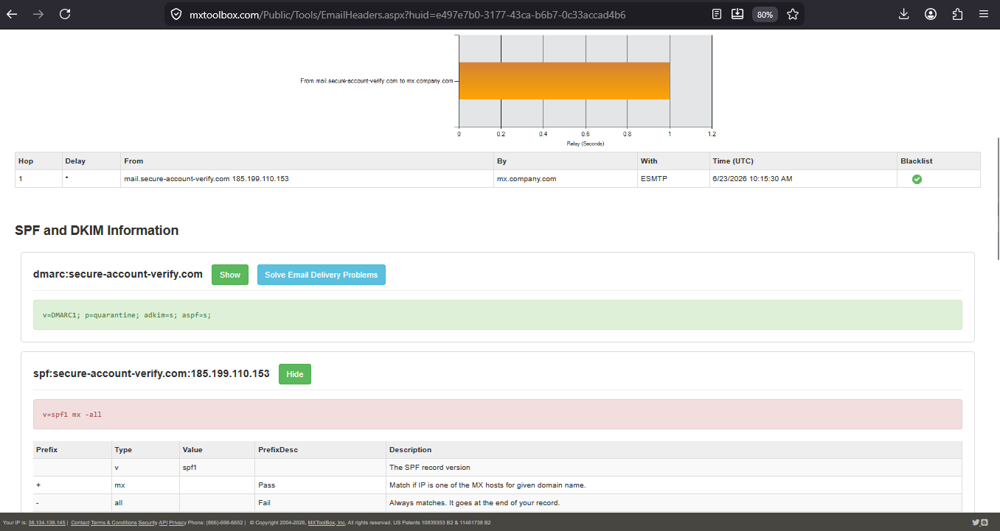 mxtoolbox.com/Public/Tools/EmailHeaders.aspx?huid=e497e7b0-3177-43ca-b6b7-0c33accad4b6
80%
From mail.secure-account-verify.com to mx.company.com
0 0.2 0.4 0.6 0.8 1 1.2
Relay (Seconds)
Hop Delay From By With Time (UTC) Blacklist
1 * mail.secure-account-verify.com 185.199.110.153 mx.company.com ESMTP 6/23/2026 10:15:30 AM
SPF and DKIM Information
dmarc:secure-account-verify.com Show Solve Email Delivery Problems
v=DMARC1; p=quarantine; adkim=s; aspf=s;
spf:secure-account-verify.com:185.199.110.153 Hide
v=spf1 mx -all
Prefix Type Value PrefixDesc Description
v spf1 The SPF record version
+ mx Pass Match if IP is one of the MX hosts for given domain name.
- all Fail Always matches. It goes at the end of your record.
Your IP is: 38.134.138.145 | Contact Terms & Conditions Security API Privacy Phone: (866)-698-6652 | © Copyright 2004-2026, MXToolBox, Inc, All rights reserved. US Patents 10839353 B2 & 11461738 B2